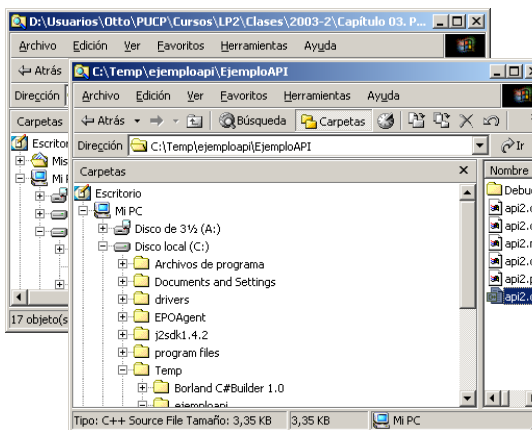 D:\Usuarios\Otto\PUCP\Cursos\LP2\Clases\2003-2\Capítulo 03. P...
Archivo Edición Ver Favoritos Herramientas Ayuda
Atrás
Dirección
Carpetas
Escritor
Mis
Mi P
17 objeto(s
C:\Temp\ejemploapi\EjemploAPI
Archivo Edición Ver Favoritos Herramientas Ayuda
Atrás Búsqueda Carpetas
Dirección C:\Temp\ejemploapi\EjemploAPI Ir
Carpetas Nombre
Escritorio
Mi PC
Disco de 3½ (A:)
Disco local (C:)
Archivos de programa
Documents and Settings
drivers
EPOAgent
j2sdk1.4.2
program files
Temp
Borland C#Builder 1.0
ejemploapi
Debu
api2.
api2.
api2.r
api2.
api2.p
api2.
Tipo: C++ Source File Tamaño: 3,35 KB 3,35 KB Mi PC